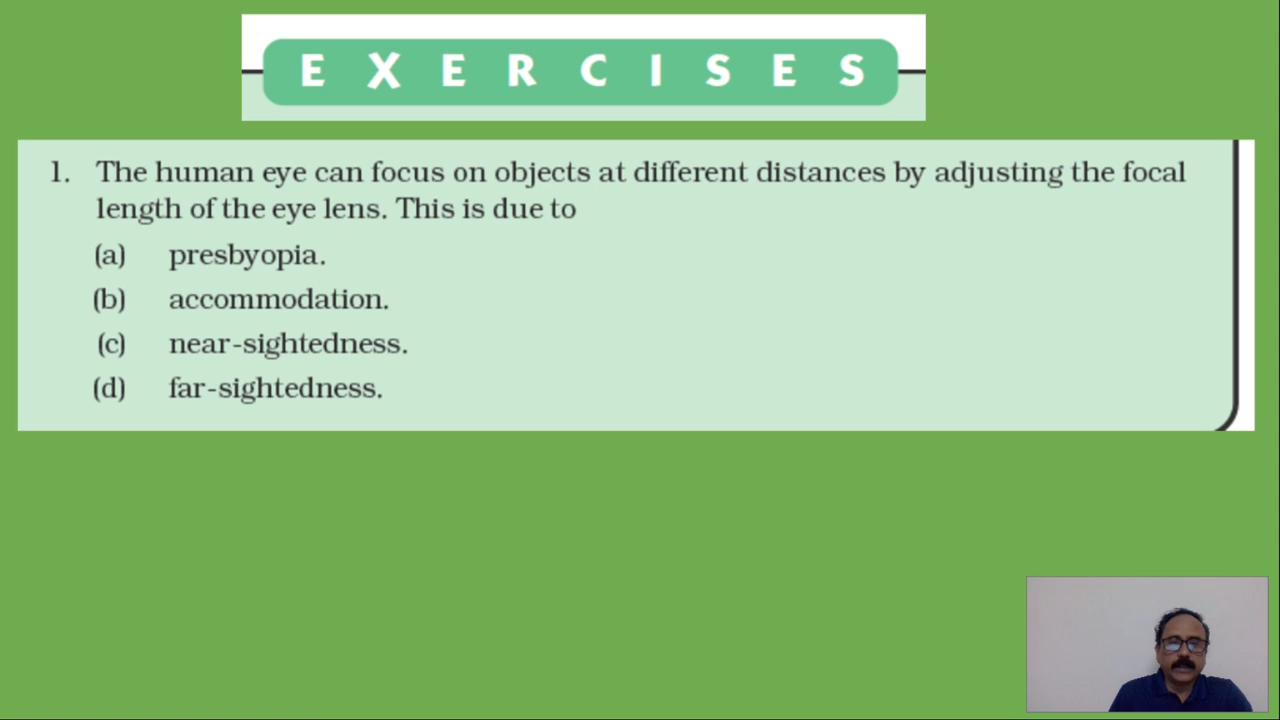 EXERCISES
1. The human eye can focus on objects at different distances by adjusting the focal
length of the eye lens. This is due to
(a) presbyopia.
(b) accommodation.
(c) near-sightedness.
(d) far-sightedness.